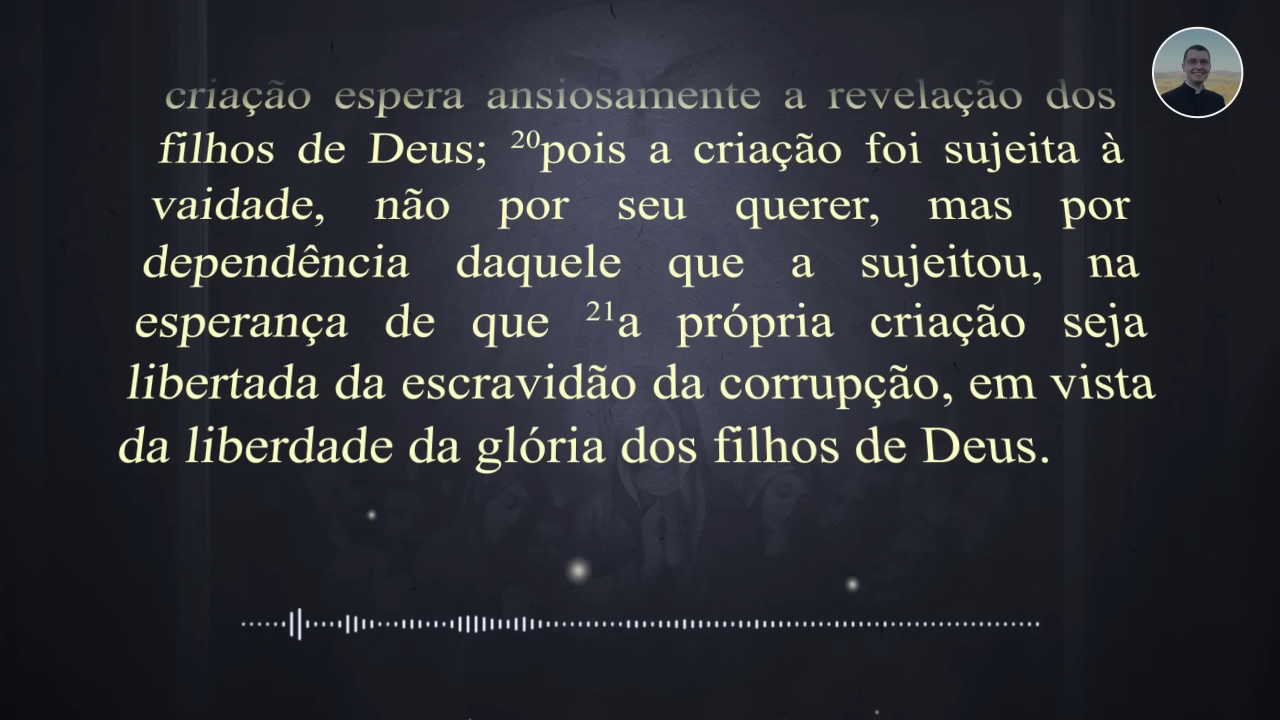 criação espera ansiosamente a revelação dos
filhos de Deus; ²⁰pois a criação foi sujeita à
vaidade, não por seu querer, mas por
dependência daquele que a sujeitou, na
esperança de que ²¹a própria criação seja
libertada da escravidão da corrupção, em vista
da liberdade da glória dos filhos de Deus.